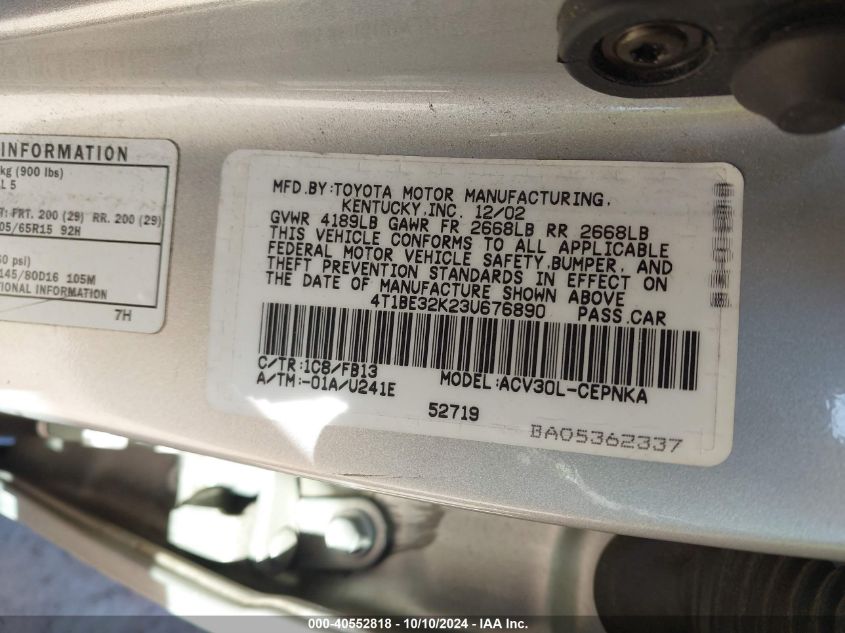 INFORMATION
kg (900 lbs)
L 5
T: FRT. 200 (29) RR. 200 (29)
05/65R15 92H
60 psi)
145/80D16 105M
TIONAL INFORMATION
7H
MFD.BY:TOYOTA MOTOR MANUFACTURING,
KENTUCKY,INC. 12/02
GVWR 4189LB GAWR FR 2668LB RR 2668LB
THIS VEHICLE CONFORMS TO ALL APPLICABLE
FEDERAL MOTOR VEHICLE SAFETY,BUMPER, AND
THEFT PREVENTION STANDARDS IN EFFECT ON
THE DATE OF MANUFACTURE SHOWN ABOVE
4T1BE32K23U676890 PASS.CAR
C/TR:1C8/FB13
A/TM:-01A/U241E
MODEL:ACV30L-CEPNKA
52719
BA05362337
000-40552818 - 10/10/2024 - IAA Inc.